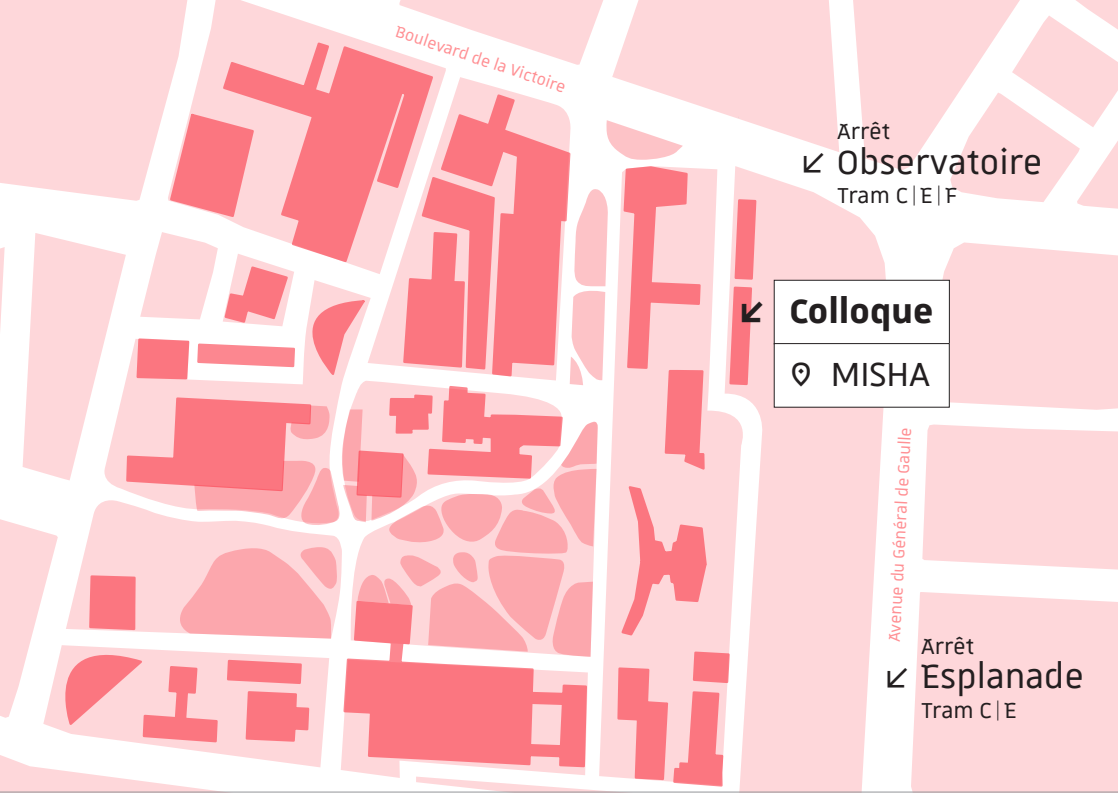 Boulevard de la Victoire
Arrêt
Observatoire
Tram C|E|F
Colloque
MISHA
Avenue du Général de Gaulle
Arrêt
Esplanade
Tram C|E